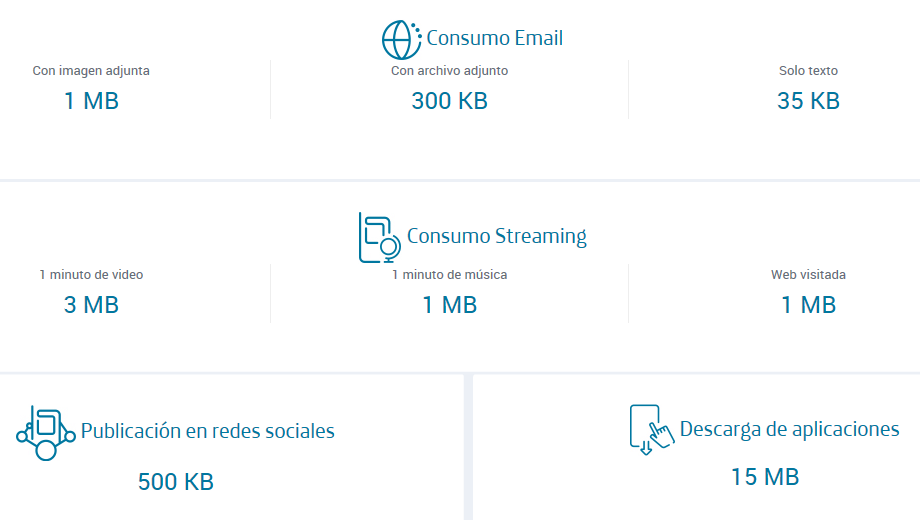 Consumo Email
Con imagen adjunta
1 MB
Con archivo adjunto
300 KB
Solo texto
35 KB
Consumo Streaming
1 minuto de video
3 MB
1 minuto de música
1 MB
Web visitada
1 MB
Publicación en redes sociales
500 KB
Descarga de aplicaciones
15 MB